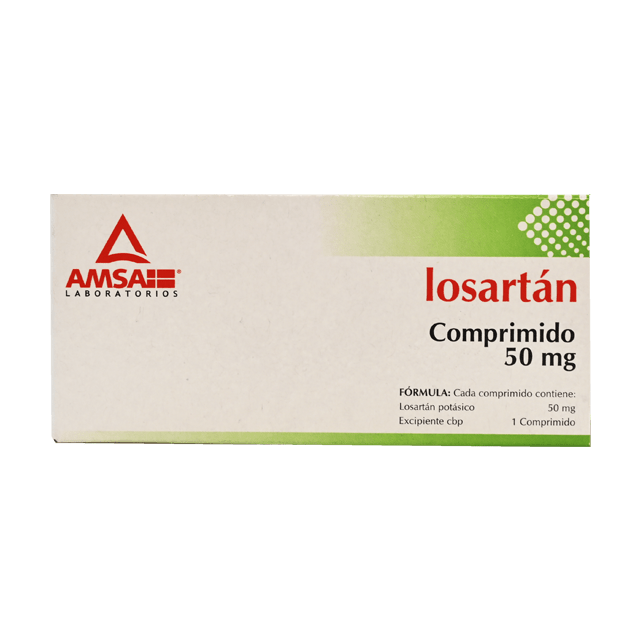 AMSA®
LABORATORIOS
losartán
Comprimido
50 mg
FÓRMULA: Cada comprimido contiene:
Losartán potásico 50 mg
Excipiente cbp 1 Comprimido